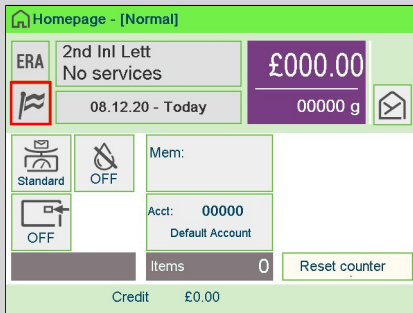 Homepage - [Normal]
ERA
2nd Inl Lett
No services
£000.00
00000 g
08.12.20 - Today
Standard
OFF
Mem:
OFF
Acct: 00000
Default Account
Items 0
Reset counter
Credit £0.00